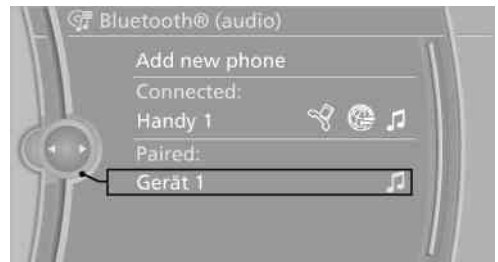 Bluetooth® (audio)
Add new phone
Connected:
Handy 1
Paired:
Gerät 1